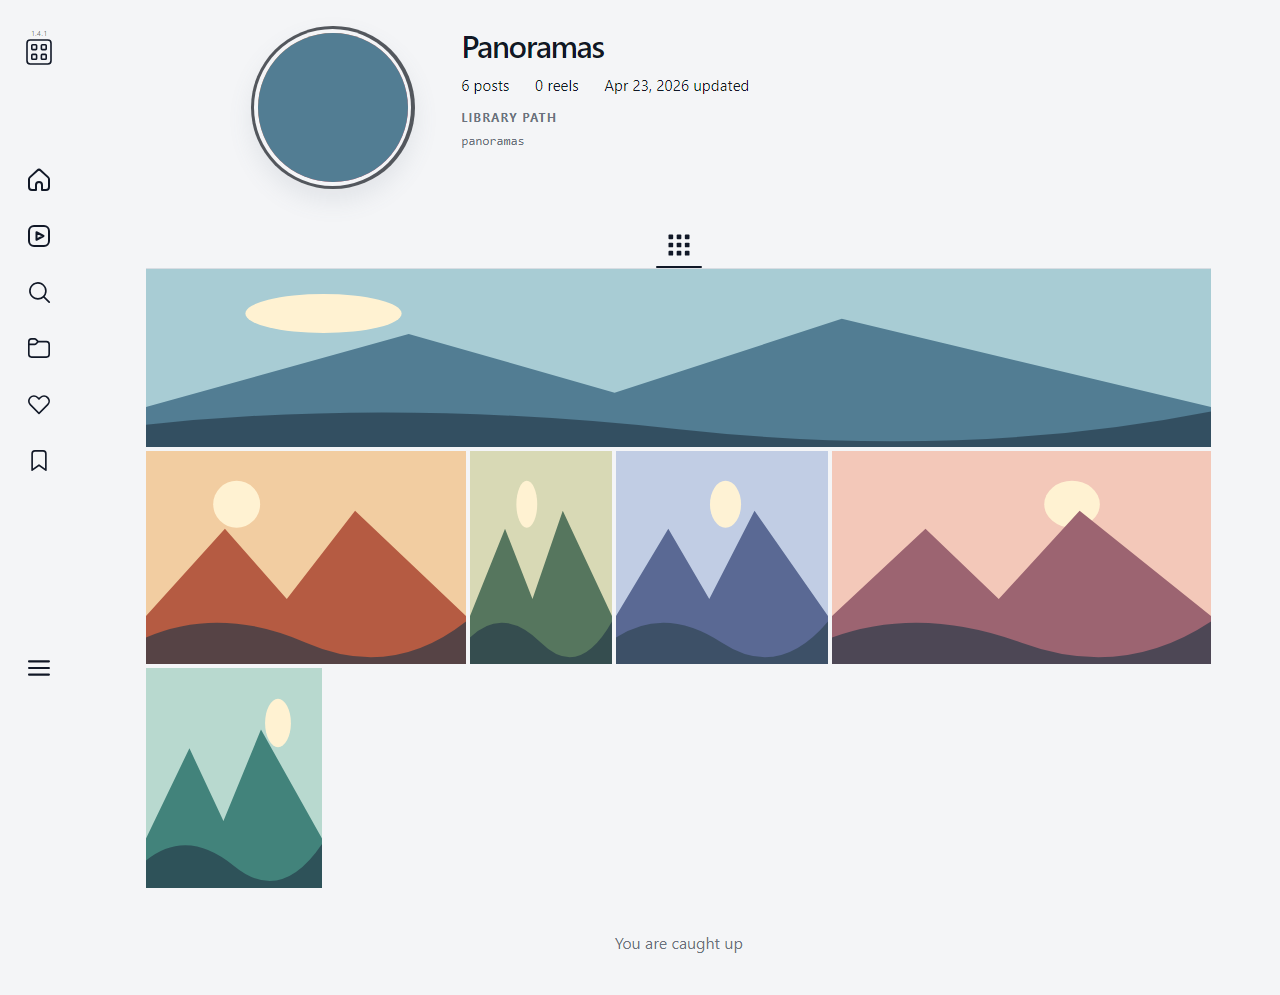 1.4.1
Panoramas
6 posts 0 reels Apr 23, 2026 updated
LIBRARY PATH
panoramas
You are caught up